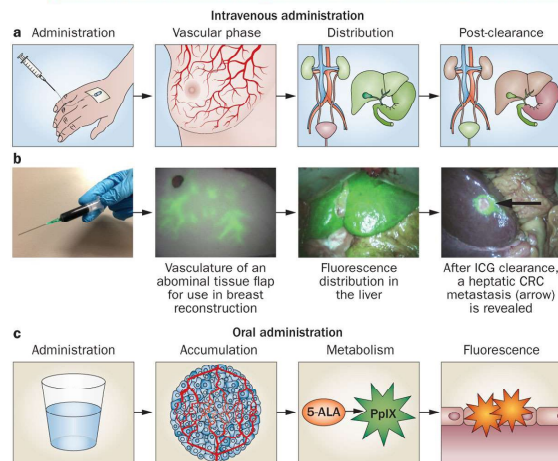 Intravenous administration
a Administration Vascular phase Distribution Post-clearance
b
Vasculature of an
abdominal tissue flap
for use in breast
reconstruction
Fluorescence
distribution in
the liver
After ICG clearance,
a heptatic CRC
metastasis (arrow)
is revealed
Oral administration
c Administration Accumulation Metabolism Fluorescence
5-ALA PpIX